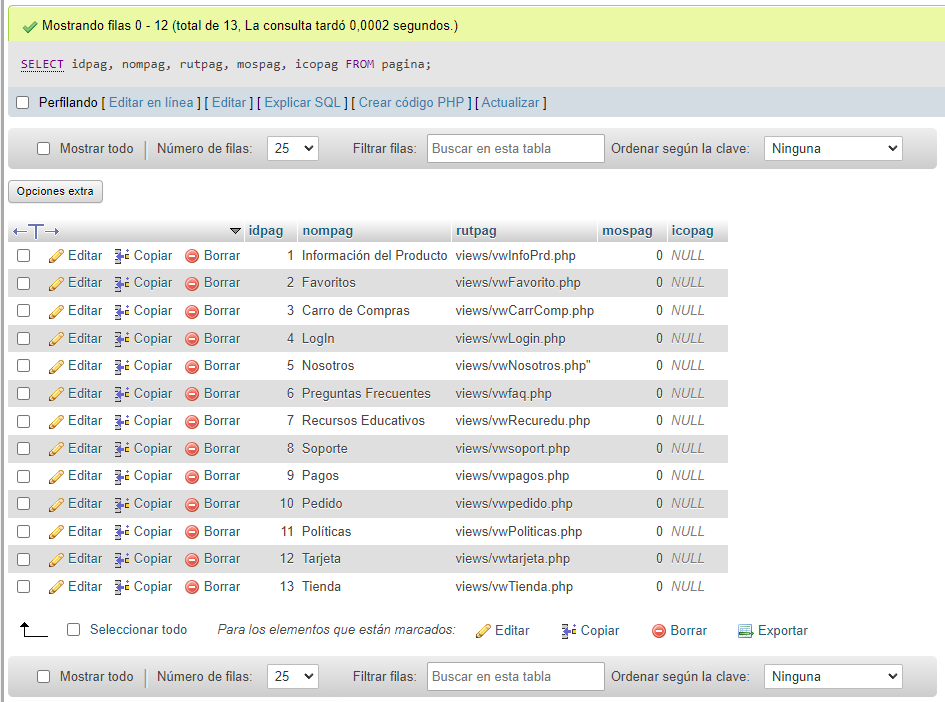 Mostrando filas 0 - 12 (total de 13, La consulta tardó 0,0002 segundos.)
SELECT idpag, nompag, rutpag, mospag, icopag FROM pagina;
Perfilando [ Editar en línea ] [ Editar ] [ Explicar SQL ] [ Crear código PHP ] [ Actualizar ]
Mostrar todo | Número de filas: 25 Filtrar filas: Buscar en esta tabla Ordenar según la clave: Ninguna
Opciones extra
←T→ idpag nompag rutpag mospag icopag
Editar Copiar Borrar 1 Información del Producto views/vwInfoPrd.php 0 NULL
Editar Copiar Borrar 2 Favoritos views/vwFavorito.php 0 NULL
Editar Copiar Borrar 3 Carro de Compras views/vwCarrComp.php 0 NULL
Editar Copiar Borrar 4 LogIn views/vwLogin.php 0 NULL
Editar Copiar Borrar 5 Nosotros views/vwNosotros.php" 0 NULL
Editar Copiar Borrar 6 Preguntas Frecuentes views/vwfaq.php 0 NULL
Editar Copiar Borrar 7 Recursos Educativos views/vwRecuredu.php 0 NULL
Editar Copiar Borrar 8 Soporte views/vwsoport.php 0 NULL
Editar Copiar Borrar 9 Pagos views/vwpagos.php 0 NULL
Editar Copiar Borrar 10 Pedido views/vwpedido.php 0 NULL
Editar Copiar Borrar 11 Políticas views/vwPoliticas.php 0 NULL
Editar Copiar Borrar 12 Tarjeta views/vwtarjeta.php 0 NULL
Editar Copiar Borrar 13 Tienda views/vwTienda.php 0 NULL
Seleccionar todo Para los elementos que están marcados: Editar Copiar Borrar Exportar
Mostrar todo | Número de filas: 25 Filtrar filas: Buscar en esta tabla Ordenar según la clave: Ninguna